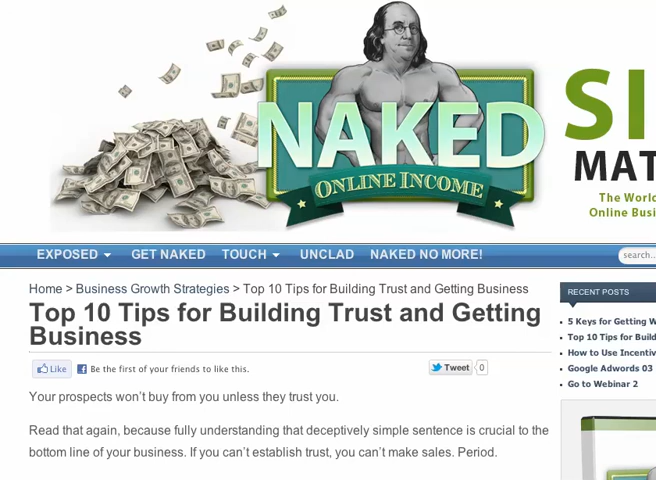 NAKED
ONLINE INCOME
SI
MAT
The World
Online Busi
EXPOSED GET NAKED TOUCH UNCLAD NAKED NO MORE!
search..
Home > Business Growth Strategies > Top 10 Tips for Building Trust and Getting Business
Top 10 Tips for Building Trust and Getting
Business
Like Be the first of your friends to like this.
Tweet 0
Your prospects won't buy from you unless they trust you.
Read that again, because fully understanding that deceptively simple sentence is crucial to the
bottom line of your business. If you can't establish trust, you can't make sales. Period.
RECENT POSTS
5 Keys for Getting W
Top 10 Tips for Build
How to Use Incentiv
Google Adwords 03
Go to Webinar 2